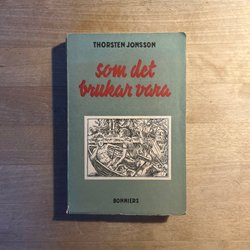 THORSTEN JONSSON
som det
brukar vara
BONNIERS